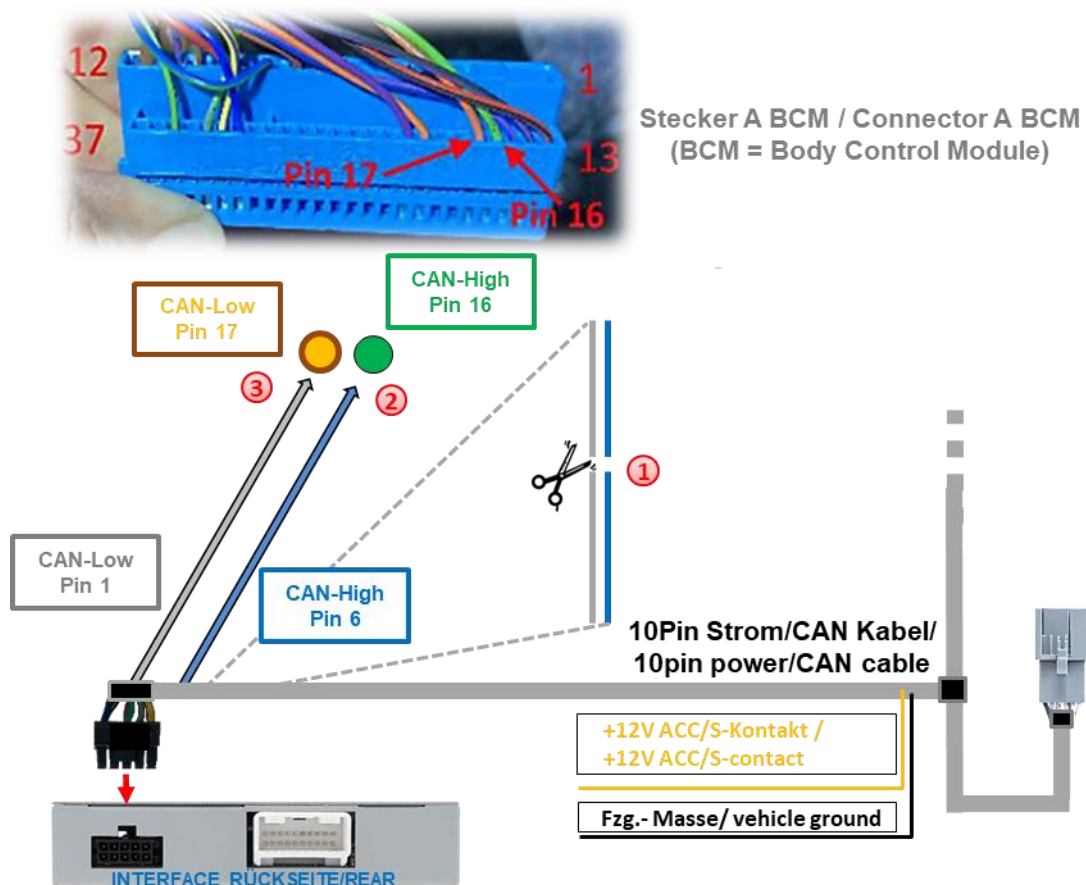 12
1
37
13
Pin 17
Pin 16
Stecker A BCM / Connector A BCM
(BCM = Body Control Module)
CAN-High
Pin 16
CAN-Low
Pin 17
3
2
1
CAN-Low
Pin 1
CAN-High
Pin 6
10Pin Strom/CAN Kabel/
10pin power/CAN cable
+12V ACC/S-Kontakt /
+12V ACC/S-contact
Fzg.- Masse/ vehicle ground
INTERFACE RÜCKSEITE/REAR